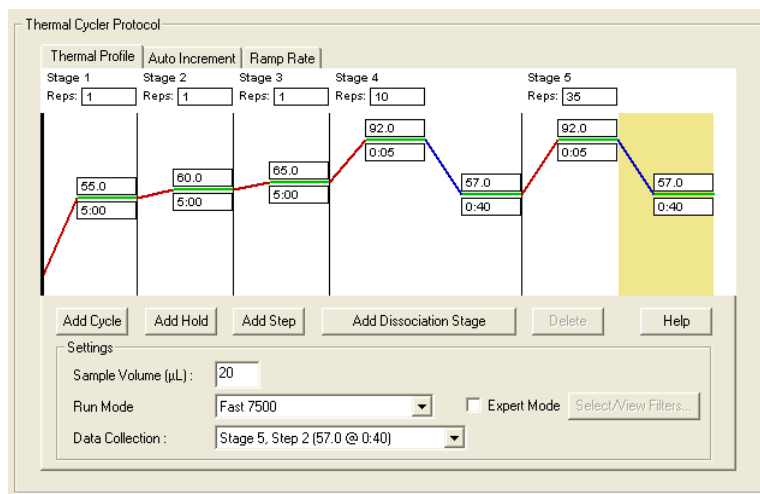 Thermal Cycler Protocol
Thermal Profile Auto Increment Ramp Rate
Stage 1 Stage 2 Stage 3 Stage 4 Stage 5
Reps: 1 Reps: 1 Reps: 1 Reps: 10 Reps: 35
92.0 92.0
0:05 0:05
55.0 60.0 65.0 57.0 57.0
5:00 5:00 5:00 0:40 0:40
Add Cycle Add Hold Add Step Add Dissociation Stage Delete Help
Settings
Sample Volume (µL) : 20
Run Mode Fast 7500 Expert Mode Select/View Filters...
Data Collection : Stage 5, Step 2 (57.0 @ 0:40)